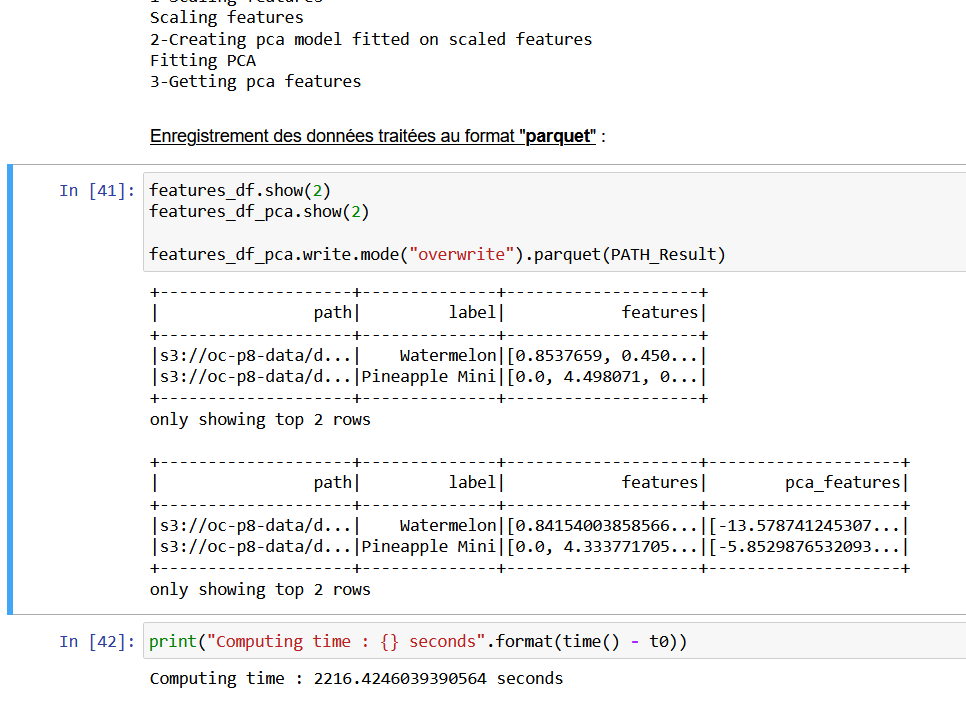 1-Scaling features
Scaling features
2-Creating pca model fitted on scaled features
Fitting PCA
3-Getting pca features
Enregistrement des données traitées au format "parquet" :
In [41]:
features_df.show(2)
features_df_pca.show(2)
features_df_pca.write.mode("overwrite").parquet(PATH_Result)
+--------------------+--------------+--------------------+
|                path|         label|            features|
+--------------------+--------------+--------------------+
|s3://oc-p8-data/d...|    Watermelon|[0.8537659, 0.450...|
|s3://oc-p8-data/d...|Pineapple Mini|[0.0, 4.498071, 0...|
+--------------------+--------------+--------------------+
only showing top 2 rows
+--------------------+--------------+--------------------+--------------------+
|                path|         label|            features|        pca_features|
+--------------------+--------------+--------------------+--------------------+
|s3://oc-p8-data/d...|    Watermelon|[0.84154003858566...|[-13.578741245307...|
|s3://oc-p8-data/d...|Pineapple Mini|[0.0, 4.333771705...|[-5.8529876532093...|
+--------------------+--------------+--------------------+--------------------+
only showing top 2 rows
In [42]:
print("Computing time : {} seconds".format(time() - t0))
Computing time : 2216.4246039390564 seconds